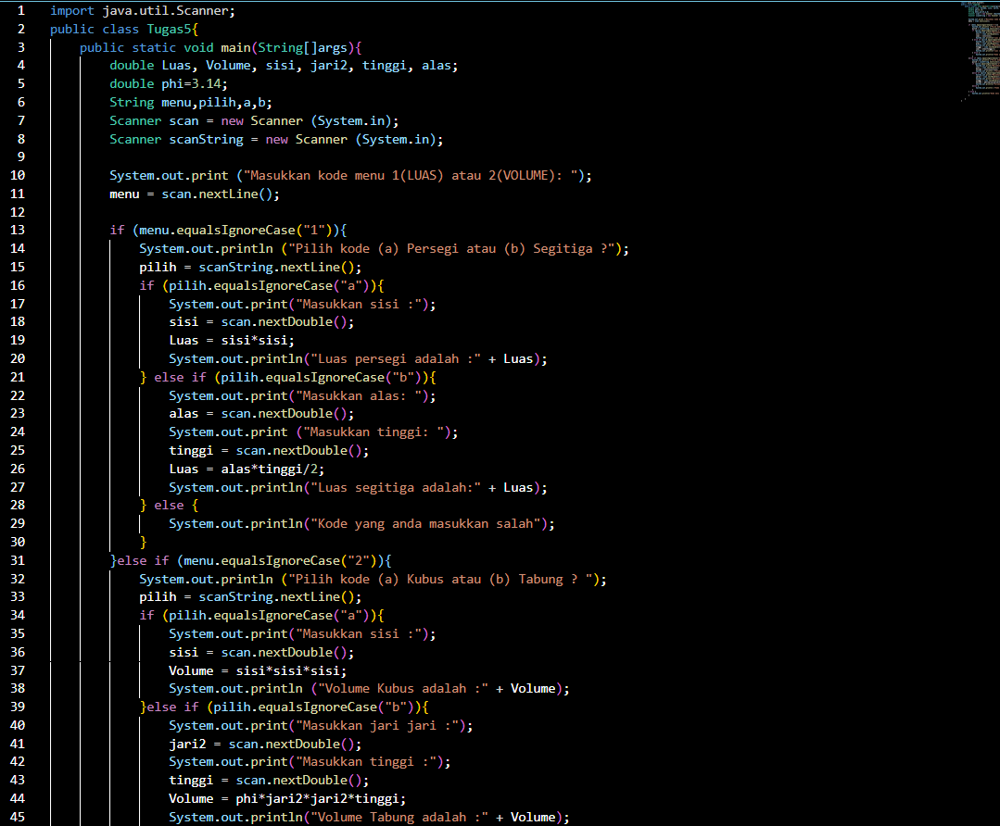 1 import java.util.Scanner;
2 public class Tugas5{
3 public static void main(String[]args){
4 double Luas, Volume, sisi, jari2, tinggi, alas;
5 double phi=3.14;
6 String menu,pilih,a,b;
7 Scanner scan = new Scanner (System.in);
8 Scanner scanString = new Scanner (System.in);
9
10 System.out.print ("Masukkan kode menu 1(LUAS) atau 2(VOLUME): ");
11 menu = scan.nextLine();
12
13 if (menu.equalsIgnoreCase("1")){
14 System.out.println ("Pilih kode (a) Persegi atau (b) Segitiga ?");
15 pilih = scanString.nextLine();
16 if (pilih.equalsIgnoreCase("a")){
17 System.out.print("Masukkan sisi :");
18 sisi = scan.nextDouble();
19 Luas = sisi*sisi;
20 System.out.println("Luas persegi adalah :" + Luas);
21 } else if (pilih.equalsIgnoreCase("b")){
22 System.out.print("Masukkan alas: ");
23 alas = scan.nextDouble();
24 System.out.print ("Masukkan tinggi: ");
25 tinggi = scan.nextDouble();
26 Luas = alas*tinggi/2;
27 System.out.println("Luas segitiga adalah:" + Luas);
28 } else {
29 System.out.println("Kode yang anda masukkan salah");
30 }
31 }else if (menu.equalsIgnoreCase("2")){
32 System.out.println ("Pilih kode (a) Kubus atau (b) Tabung ? ");
33 pilih = scanString.nextLine();
34 if (pilih.equalsIgnoreCase("a")){
35 System.out.print("Masukkan sisi :");
36 sisi = scan.nextDouble();
37 Volume = sisi*sisi*sisi;
38 System.out.println ("Volume Kubus adalah :" + Volume);
39 }else if (pilih.equalsIgnoreCase("b")){
40 System.out.print("Masukkan jari jari :");
41 jari2 = scan.nextDouble();
42 System.out.print("Masukkan tinggi :");
43 tinggi = scan.nextDouble();
44 Volume = phi*jari2*jari2*tinggi;
45 System.out.println("Volume Tabung adalah :" + Volume);